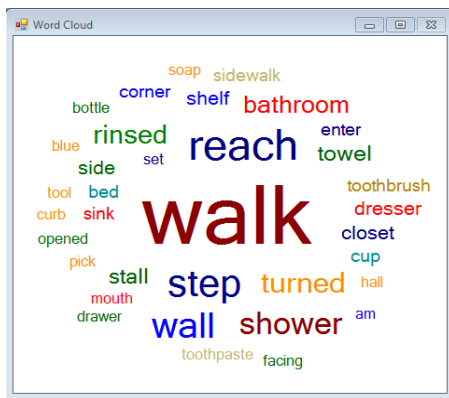 Word Cloud
soap
sidewalk
corner
shelf
bathroom
bottle
enter
rinsed
reach
towel
blue
set
side
toothbrush
tool
bed
walk
dresser
curb
sink
closet
opened
cup
pick
stall
step
turned
hall
mouth
drawer
wall
shower
am
toothpaste
facing